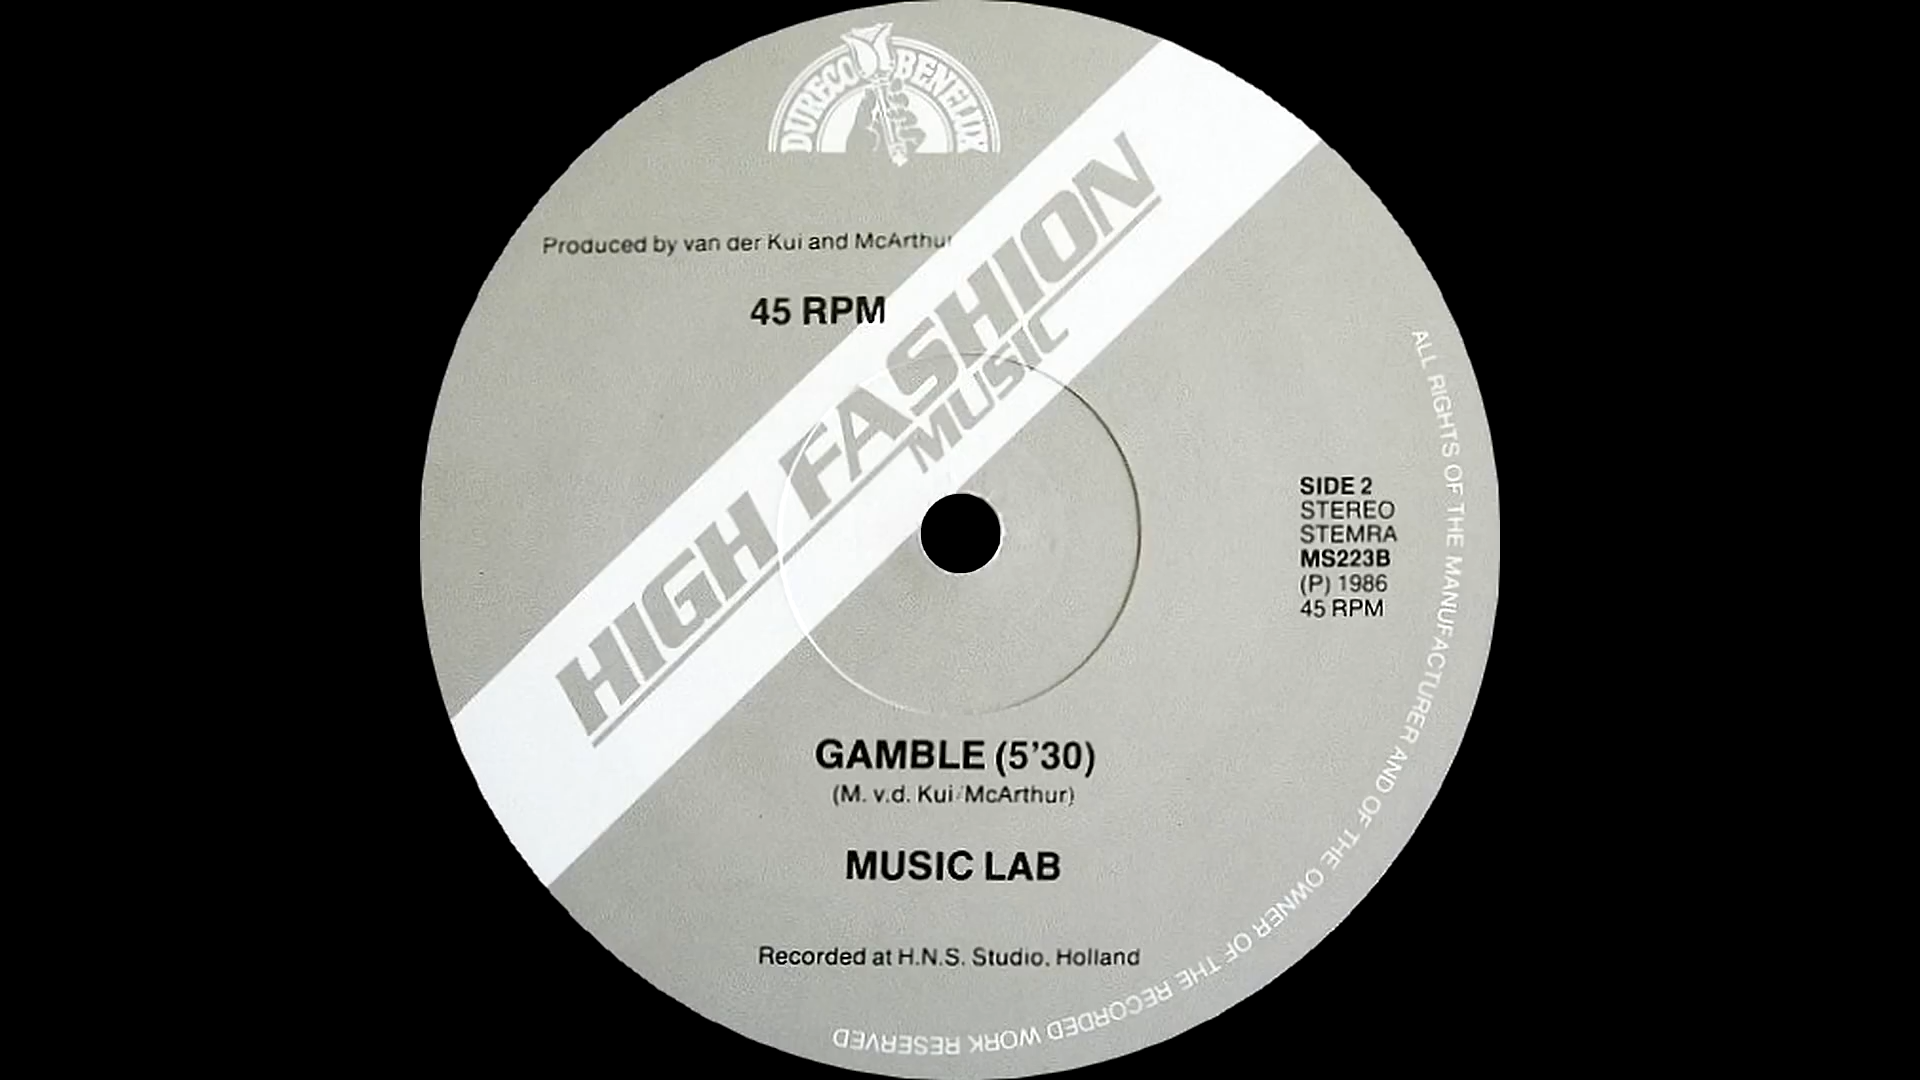 DURECO BENELUX
Produced by van der Kui and McArthur
45 RPM
HIGH FASHION
MUSIC
SIDE 2
STEREO
STEMRA
MS223B
(P) 1986
45 RPM
GAMBLE (5'30)
(M. v.d. Kui/McArthur)
MUSIC LAB
Recorded at H.N.S. Studio, Holland
ALL RIGHTS OF THE MANUFACTURER AND OF THE OWNER OF THE RECORDED WORK RESERVED